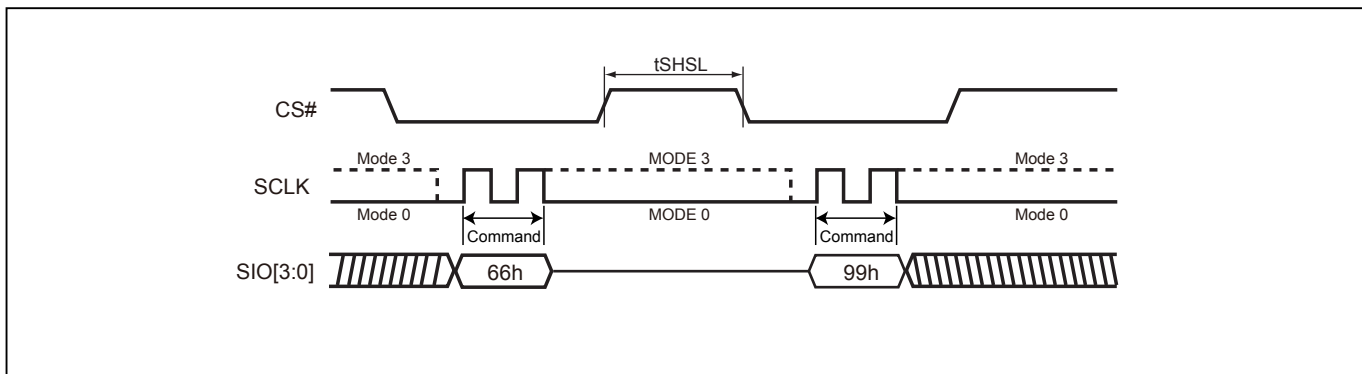 tSHSL
CS#
Mode 3 MODE 3 Mode 3
SCLK
Mode 0 MODE 0 Mode 0
Command Command
SIO[3:0] 66h 99h